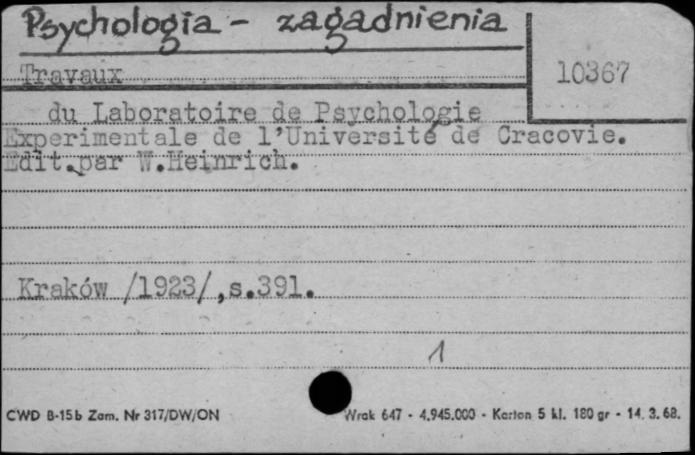 Psychologia - zagadnienia
Travaux
10367
du Laboratoire de Psychologie
Experimentale de l'Université de Cracovie.
Edit.par W.Heinrich.
Kraków /1923/,s.391.
1
CWD B-15b Zam. Nr 317/DW/ON
Wrak 647 - 4.945.000 - Karton 5 kl. 180 gr - 14. 3. 68.